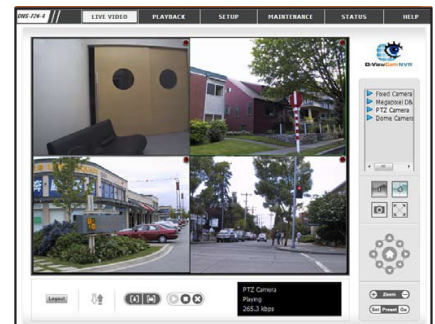 DNS-726-4
LIVE VIDEO
PLAYBACK
SETUP
MAINTENANCE
STATUS
HELP
D-ViewCam NVR
Fixed Camera
Megapixel D&
PTZ Camera
Dome Camera
Logout
PTZ Camera
Playing
265.3 kbps
Zoom
Set Preset Go